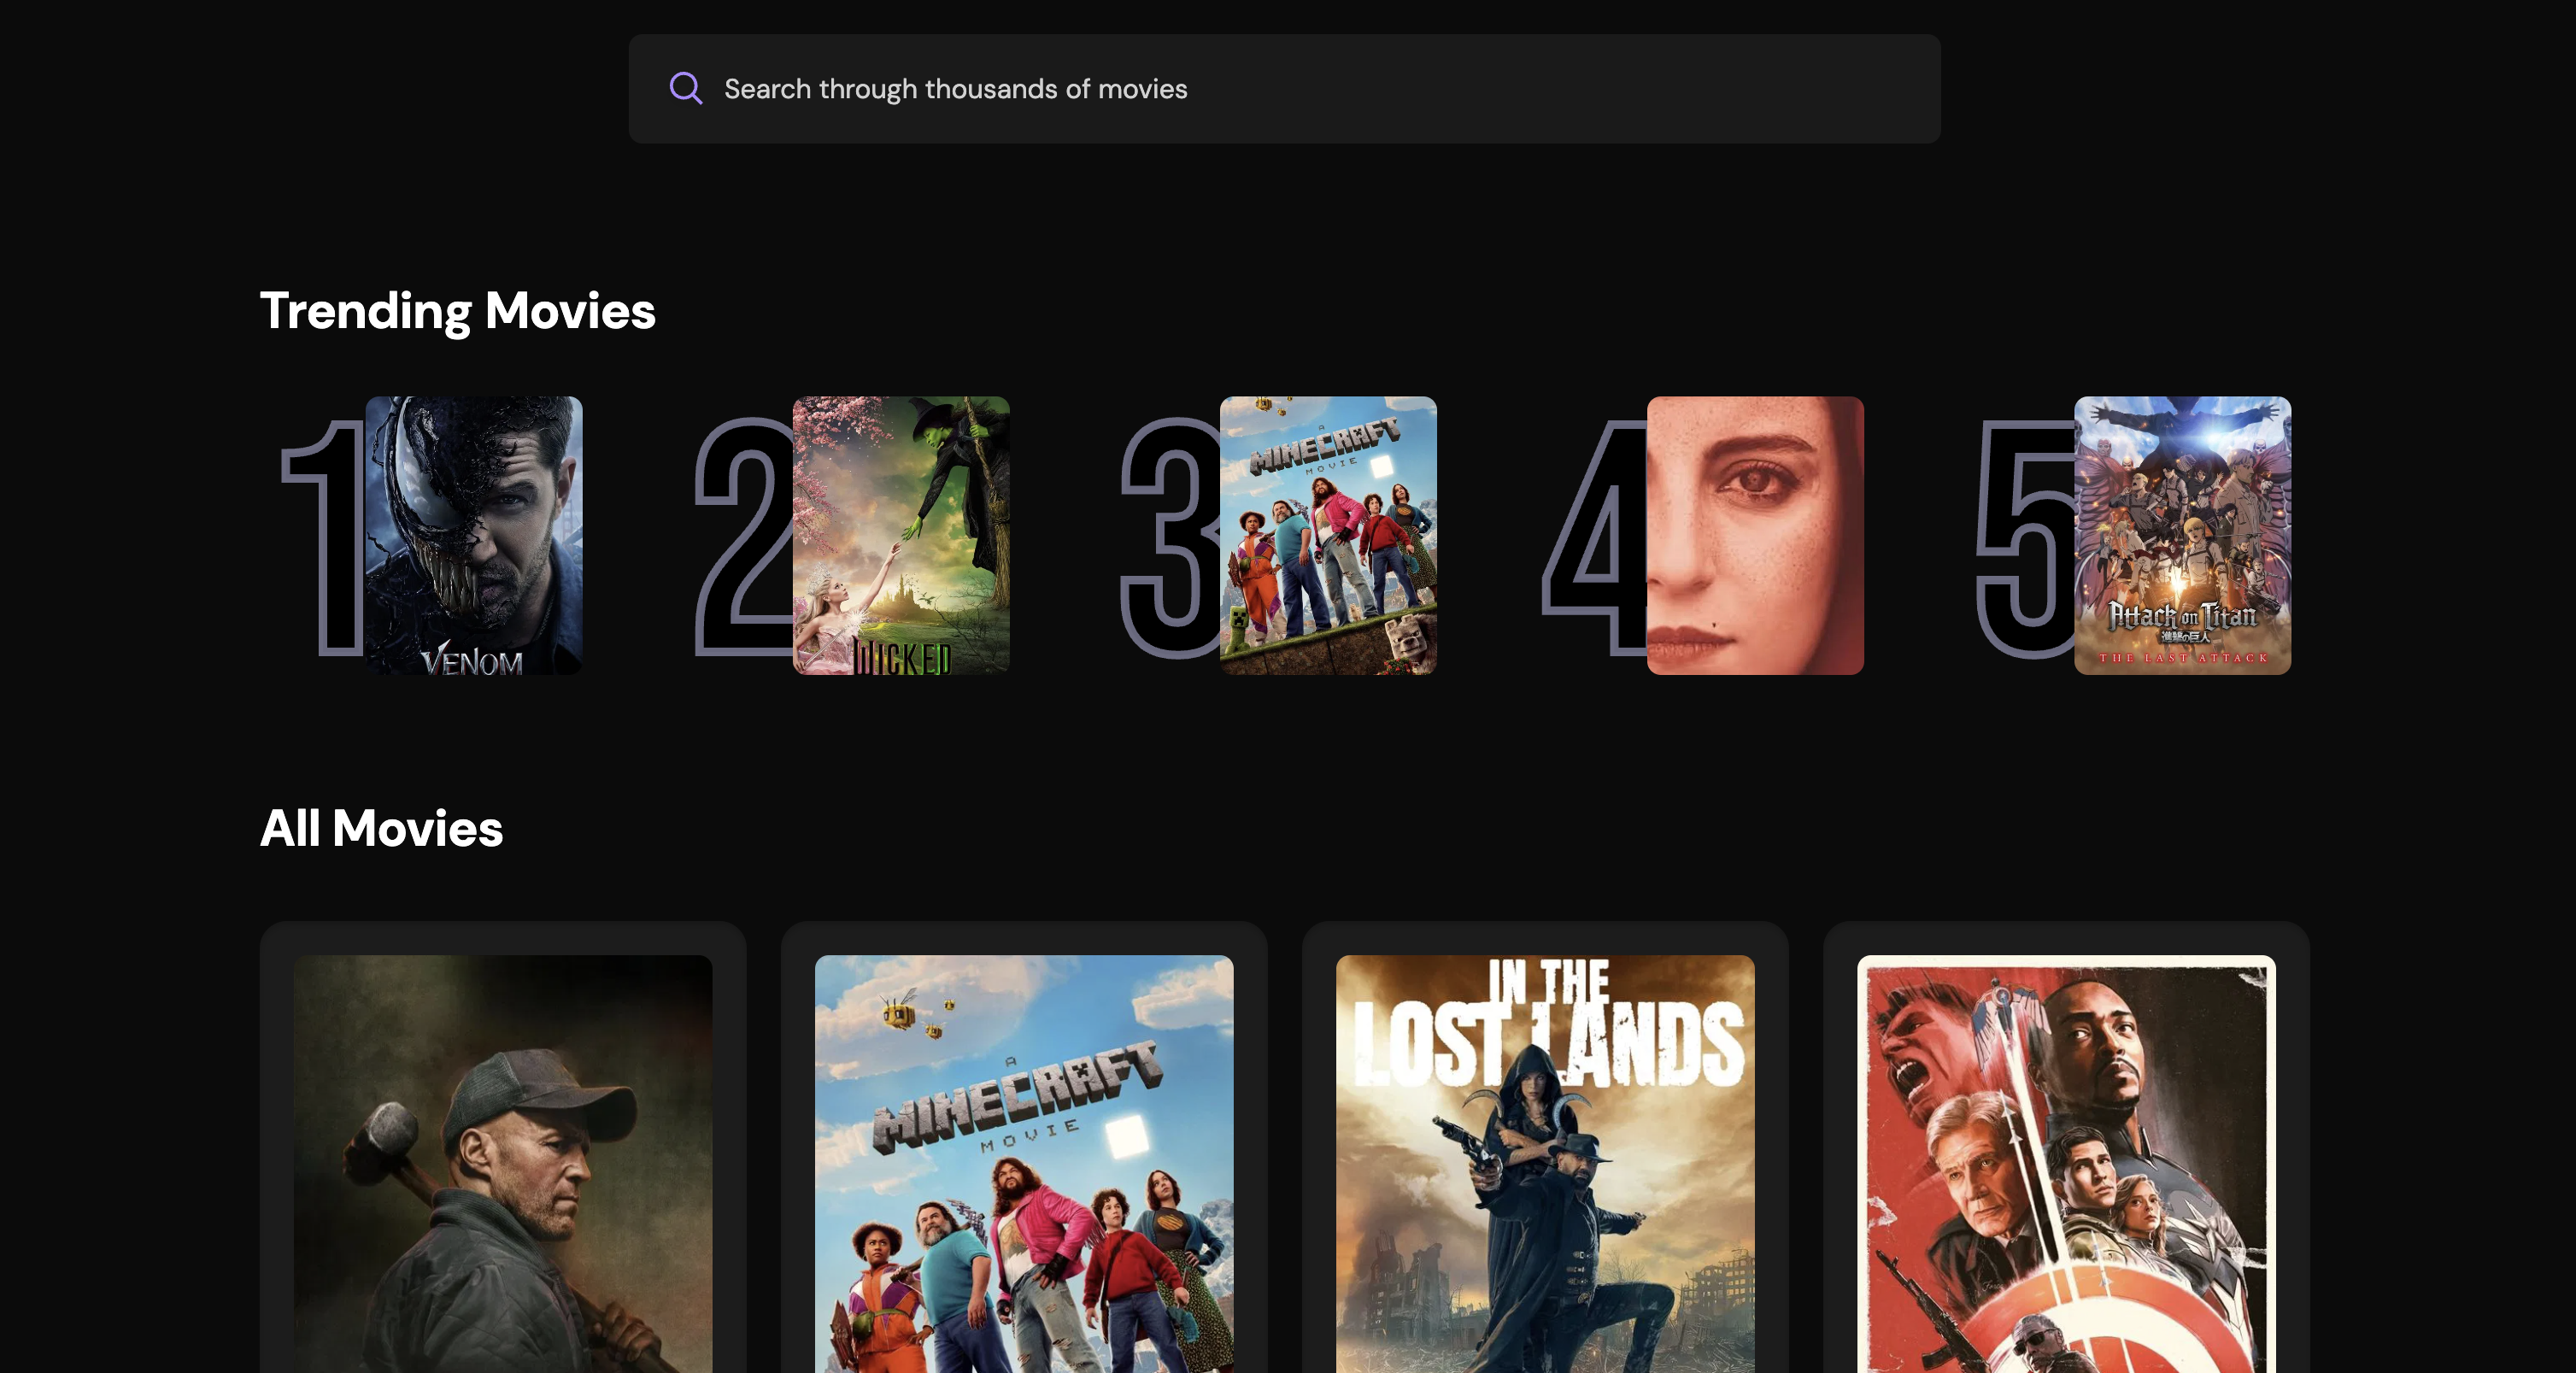 Search through thousands of movies
Trending Movies
1
VENOM
2
WICKED
3
A
MINECRAFT
MOVIE
4
5
Attack on Titan
進撃の巨人
THE LAST ATTACK
All Movies
A
MINECRAFT
MOVIE
IN THE
LOST LANDS